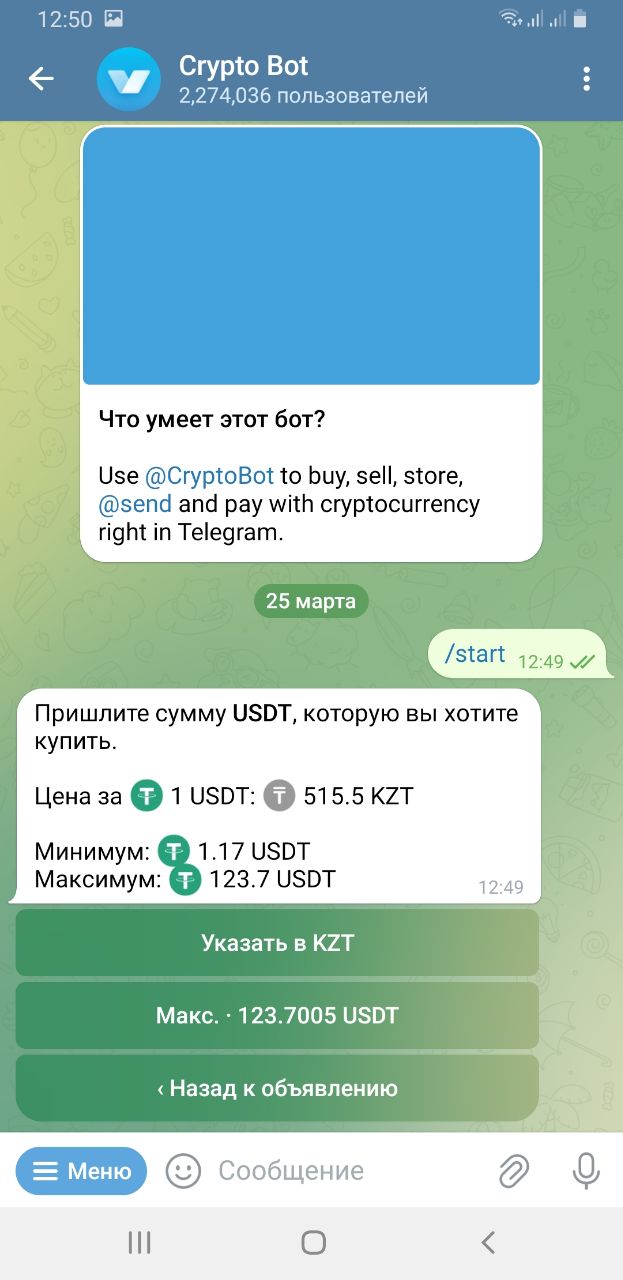 12:50
Crypto Bot
2,274,036 пользователей
Что умеет этот бот?
Use @CryptoBot to buy, sell, store,
@send and pay with cryptocurrency
right in Telegram.
25 марта
/start 12:49
Пришлите сумму USDT, которую вы хотите
купить.
Цена за 1 USDT: 515.5 KZT
Минимум: 1.17 USDT
Максимум: 123.7 USDT
12:49
Указать в KZT
Макс. · 123.7005 USDT
‹ Назад к объявлению
Меню
Сообщение